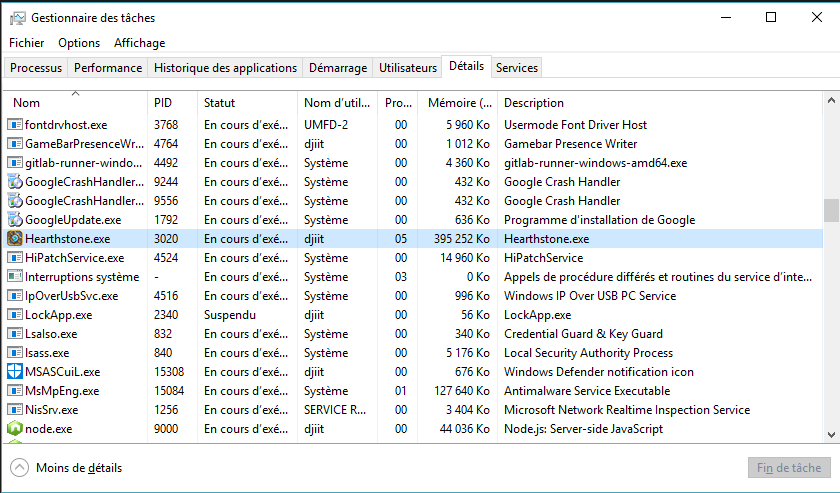 Gestionnaire des tâches
Fichier Options Affichage
Processus Performance Historique des applications Démarrage Utilisateurs Détails Services
Nom PID Statut Nom d'util... Pro... Mémoire (... Description
fontdrvhost.exe 3768 En cours d'exé... UMFD-2 00 5 960 Ko Usermode Font Driver Host
GameBarPresenceWr... 4764 En cours d'exé... djiit 00 1 012 Ko Gamebar Presence Writer
gitlab-runner-windo... 4492 En cours d'exé... Système 00 4 360 Ko gitlab-runner-windows-amd64.exe
GoogleCrashHandler... 9244 En cours d'exé... Système 00 432 Ko Google Crash Handler
GoogleCrashHandler... 9556 En cours d'exé... Système 00 432 Ko Google Crash Handler
GoogleUpdate.exe 1792 En cours d'exé... Système 00 636 Ko Programme d'installation de Google
Hearthstone.exe 3020 En cours d'exé... djiit 05 395 252 Ko Hearthstone.exe
HiPatchService.exe 4524 En cours d'exé... Système 00 14 960 Ko HiPatchService
Interruptions système - En cours d'exé... Système 03 0 Ko Appels de procédure différés et routines du service d'inte...
IpOverUsbSvc.exe 4516 En cours d'exé... Système 00 996 Ko Windows IP Over USB PC Service
LockApp.exe 2340 Suspendu djiit 00 56 Ko LockApp.exe
LsaIso.exe 832 En cours d'exé... Système 00 340 Ko Credential Guard & Key Guard
lsass.exe 840 En cours d'exé... Système 00 5 176 Ko Local Security Authority Process
MSASCuiL.exe 15308 En cours d'exé... djiit 00 676 Ko Windows Defender notification icon
MsMpEng.exe 15084 En cours d'exé... Système 01 127 640 Ko Antimalware Service Executable
NisSrv.exe 1256 En cours d'exé... SERVICE R... 00 3 404 Ko Microsoft Network Realtime Inspection Service
node.exe 9000 En cours d'exé... djiit 00 44 036 Ko Node.js: Server-side JavaScript
Moins de détails Fin de tâche